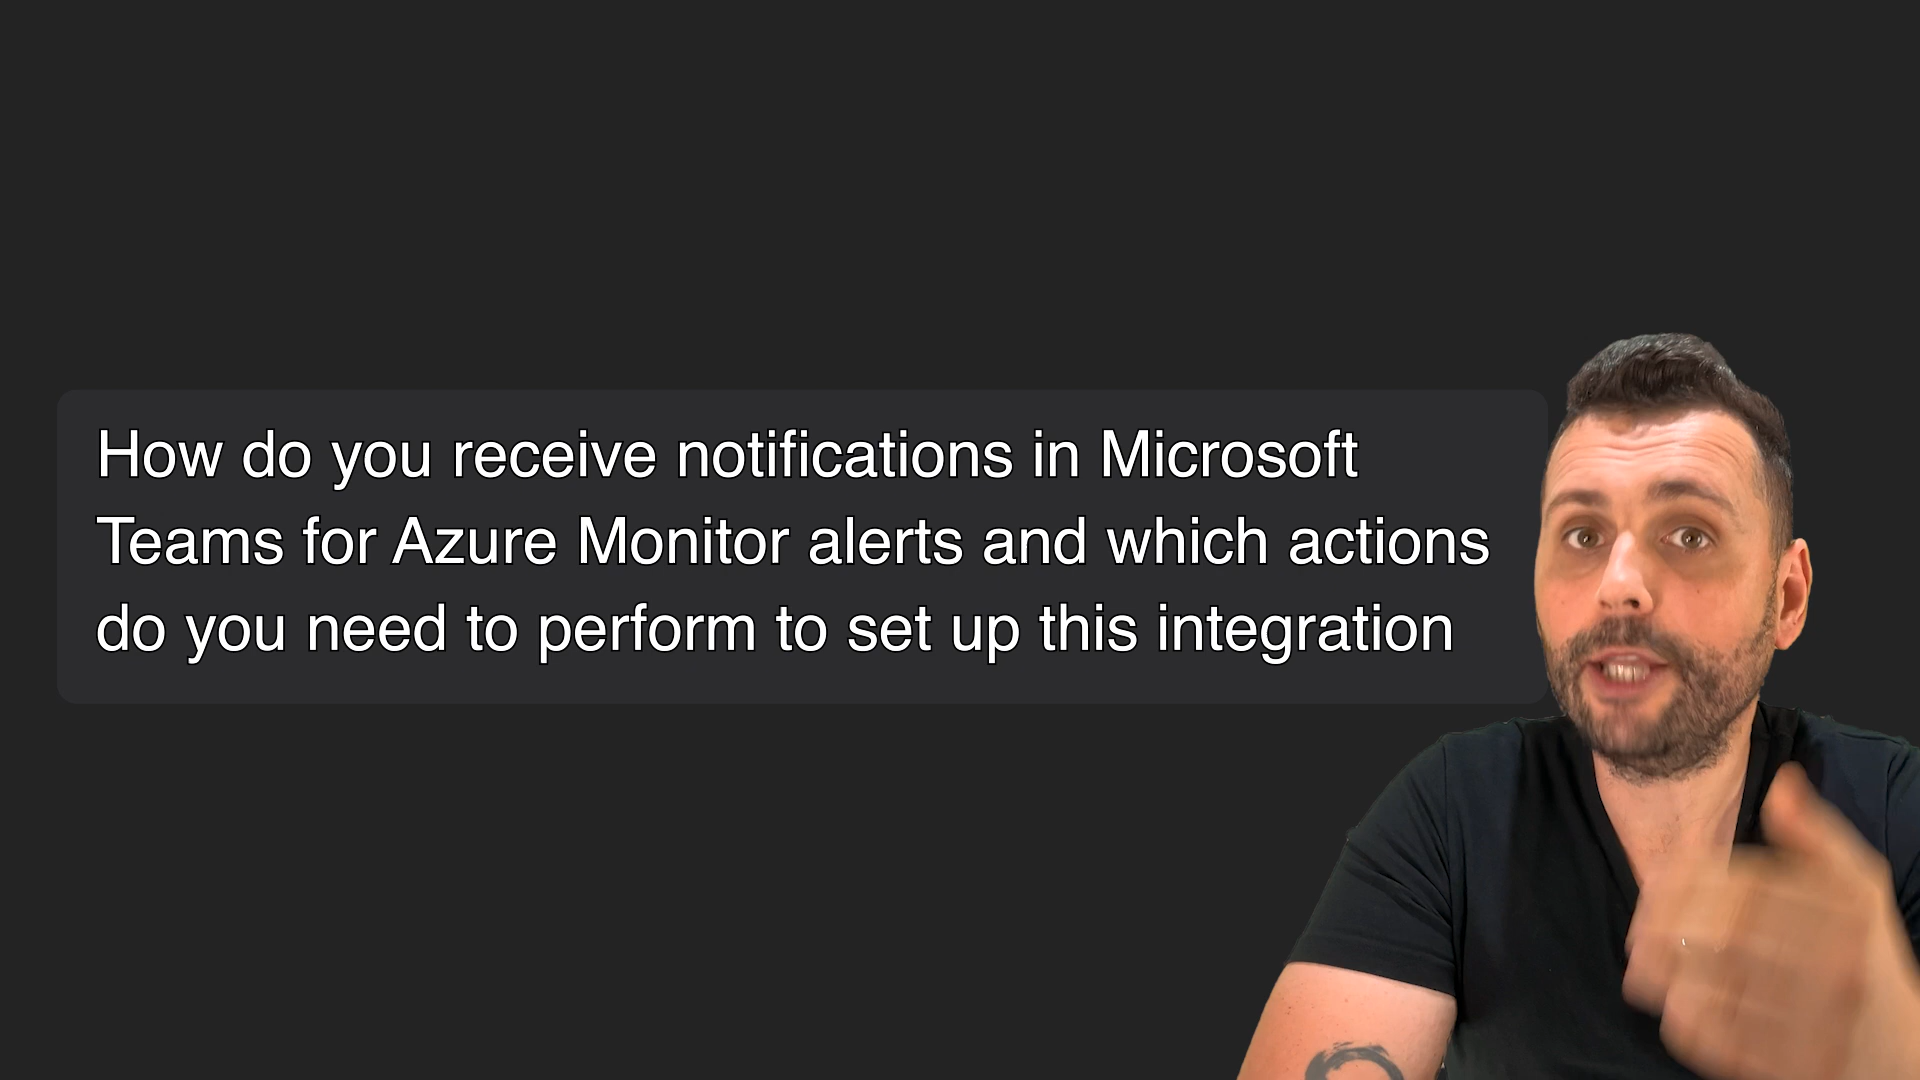 How do you receive notifications in Microsoft
Teams for Azure Monitor alerts and which actions
do you need to perform to set up this integration